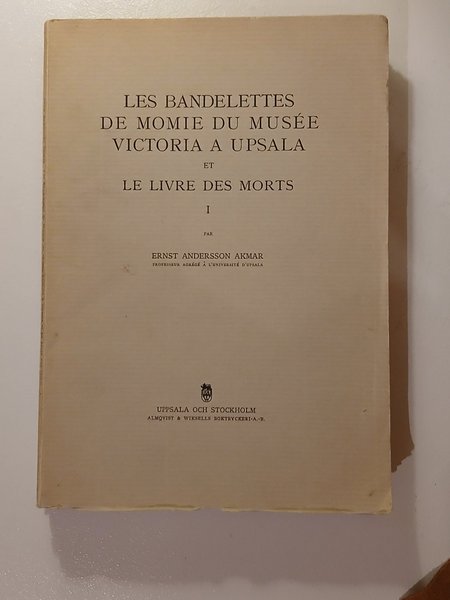 LES BANDELETTES
DE MOMIE DU MUSÉE
VICTORIA A UPSALA
ET
LE LIVRE DES MORTS
I
PAR
ERNST ANDERSSON AKMAR
PROFESSEUR AGRÉGÉ À L'UNIVERSITÉ D'UPSALA
UPPSALA OCH STOCKHOLM
ALMQVIST & WIKSELLS BOKTRYCKERI-A.-B.